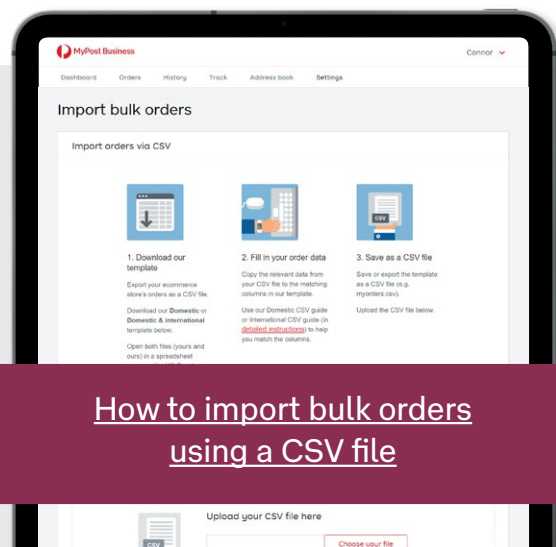 MyPost Business
Connor
Dashboard Orders History Track Address book Settings
Import bulk orders
Import orders via CSV
1. Download our
template
Export your ecommerce
store's orders as a CSV file.
Download our Domestic or
Domestic & international
template below.
Open both files (yours and
ours) in a spreadsheet
2. Fill in your order data
Copy the relevant data from
your CSV file to the matching
columns in our template.
Use our Domestic CSV guide
or International CSV guide (in
detailed instructions) to help
you match the columns.
CSV
3. Save as a CSV file
Save or export the template
as a CSV file (e.g.
myorders.csv).
Upload the CSV file below.
How to import bulk orders
using a CSV file
Upload your CSV file here
CSV
Choose your file